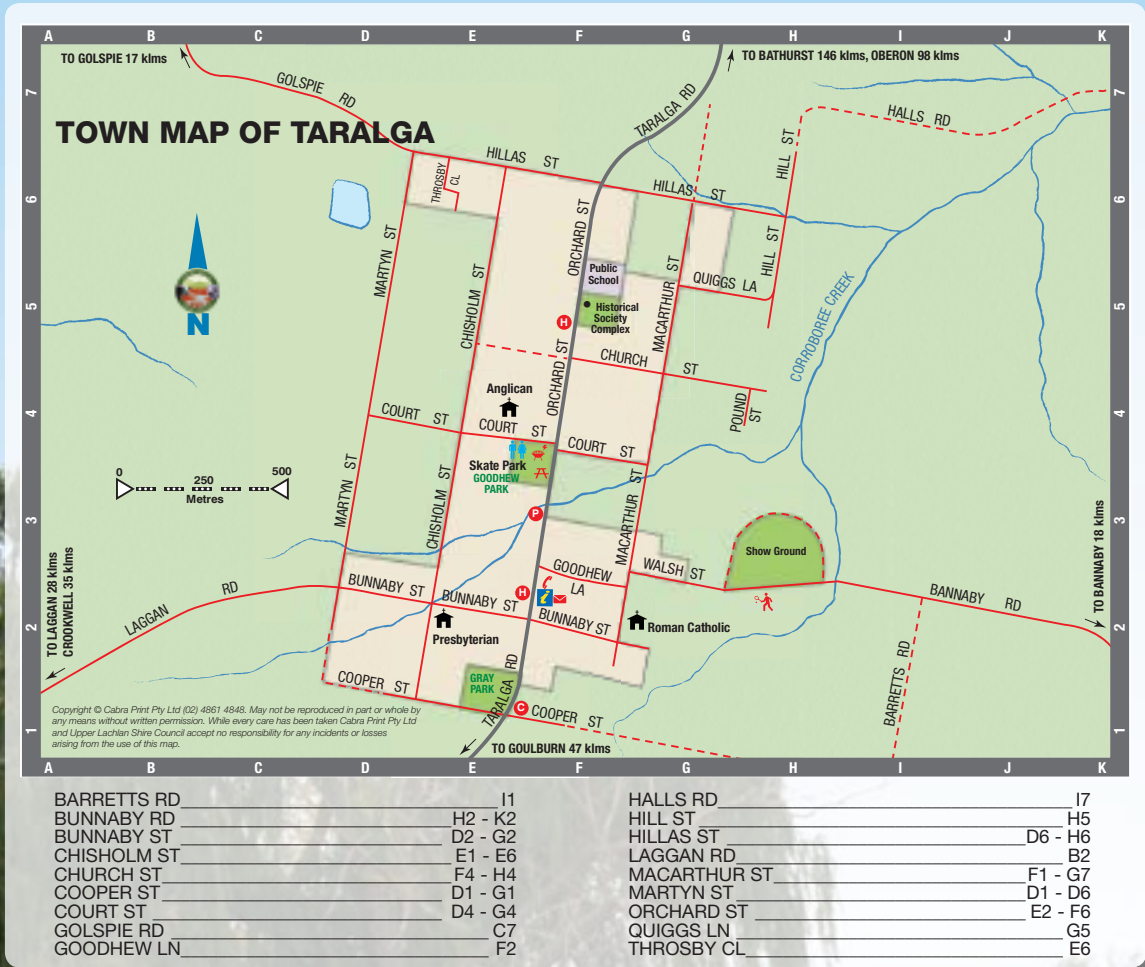 A B C D E F G H I J K
TO GOLSPIE 17 klms
TO BATHURST 146 klms, OBERON 98 klms
GOLSPIE RD
TARALGA RD
7
7
HALLS RD
TOWN MAP OF TARALGA
HILLAS ST
HILL ST
THROSBY CL
HILLAS ST
6
6
ORCHARD ST
MARTYN ST
HILL ST
Public
School
CHISHOLM ST
MACARTHUR ST
QUIGGS LA
N
5
5
Historical
Society
Complex
H
CORROBOREE CREEK
ORCHARD ST
CHURCH ST
Anglican
POUND ST
4
4
COURT ST
COURT ST
COURT ST
Skate Park
GOODHEW
PARK
0 250 500
Metres
MARTYN ST
CHISHOLM ST
MACARTHUR ST
P
3
3
Show Ground
GOODHEW LA
WALSH ST
TO LAGGAN 28 klms
CROOKWELL 35 klms
TO BANNABY 18 klms
LAGGAN RD
BUNNABY ST
BUNNABY ST
H
i
BUNNABY ST
BANNABY RD
2
2
Presbyterian
Roman Catholic
BARRETTS RD
COOPER ST
GRAY
PARK
TARALGA RD
C
COOPER ST
1
1
Copyright © Cabra Print Pty Ltd (02) 4861 4848. May not be reproduced in part or whole by
any means without written permission. While every care has been taken Cabra Print Pty Ltd
and Upper Lachlan Shire Council accept no responsibility for any incidents or losses
arising from the use of this map.
TO GOULBURN 47 klms
A B C D E F G H I J K
BARRETTS RD I1
BUNNABY RD H2 - K2
BUNNABY ST D2 - G2
CHISHOLM ST E1 - E6
CHURCH ST F4 - H4
COOPER ST D1 - G1
COURT ST D4 - G4
GOLSPIE RD C7
GOODHEW LN F2
HALLS RD I7
HILL ST H5
HILLAS ST D6 - H6
LAGGAN RD B2
MACARTHUR ST F1 - G7
MARTYN ST D1 - D6
ORCHARD ST E2 - F6
QUIGGS LN G5
THROSBY CL E6